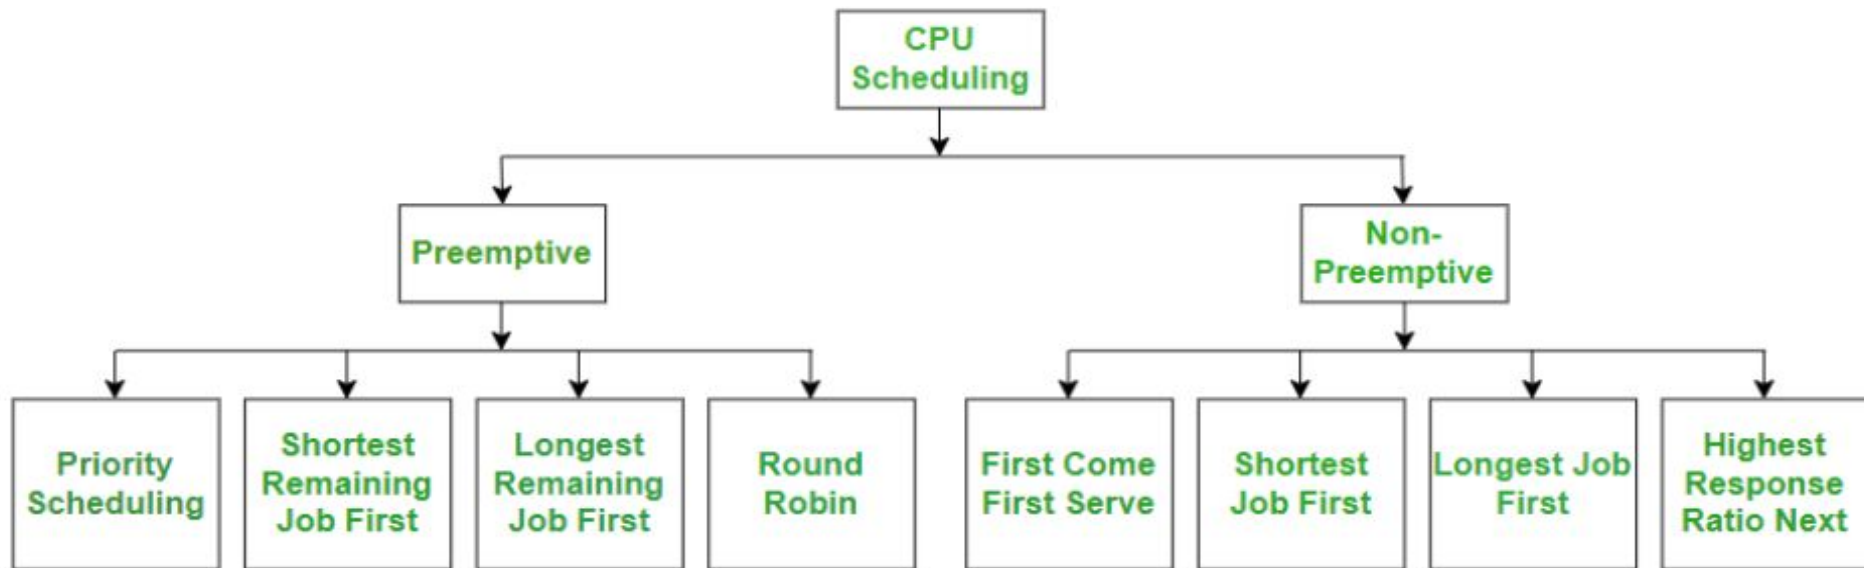 CPU
Scheduling
Preemptive
Non-
Preemptive
Priority
Scheduling
Shortest
Remaining
Job First
Longest
Remaining
Job First
Round
Robin
First Come
First Serve
Shortest
Job First
Longest Job
First
Highest
Response
Ratio Next